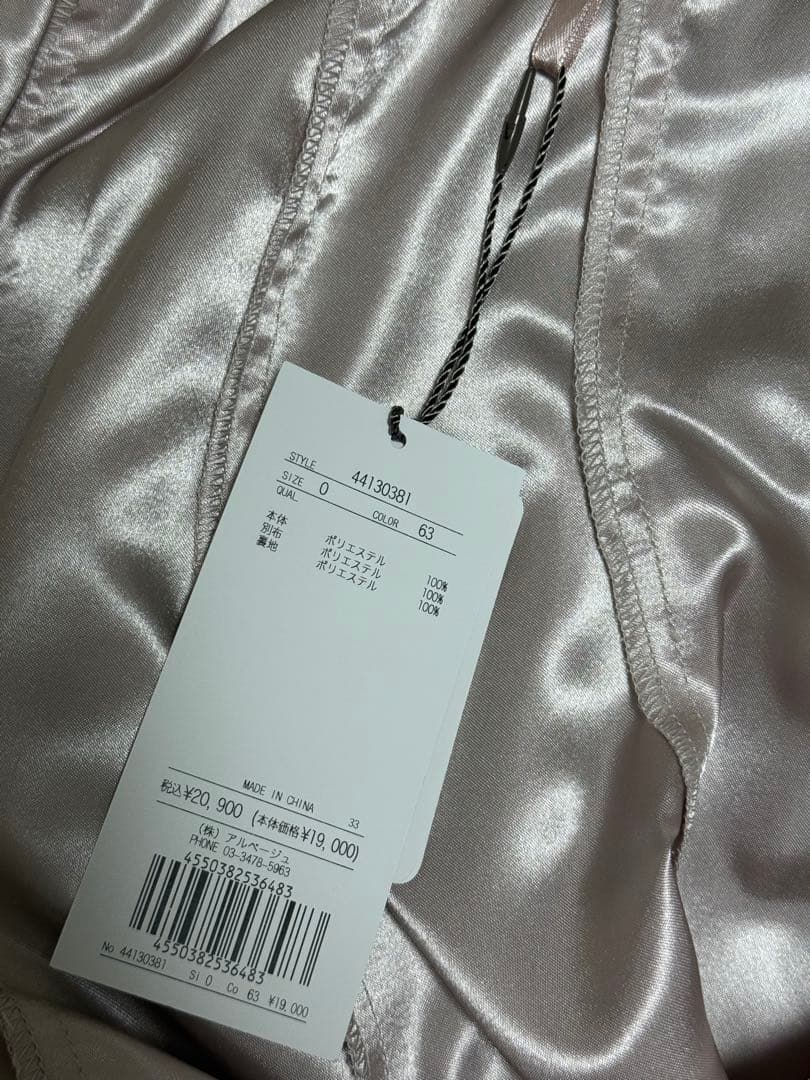 STYLE 44130381
SIZE 0 COLOR 63
QUAL
本体 ポリエステル 100%
別布 ポリエステル 100%
裏地 ポリエステル 100%
MADE IN CHINA 33
税込¥20,900 (本体価格¥19,000)
(株) アルページュ
PHONE 03-3478-5963
4550382536483
4550382536483
No 44130381 Si 0 Co 63 ¥19,000